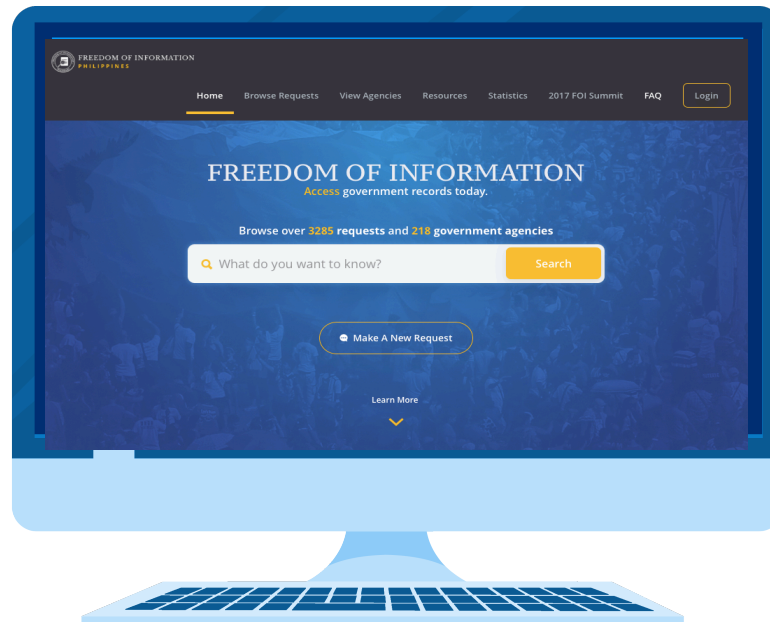 FREEDOM OF INFORMATION
PHILIPPINES
Home Browse Requests View Agencies Resources Statistics 2017 FOI Summit FAQ Login
FREEDOM OF INFORMATION
Access government records today.
Browse over 3285 requests and 218 government agencies
What do you want to know? Search
Make A New Request
Learn More